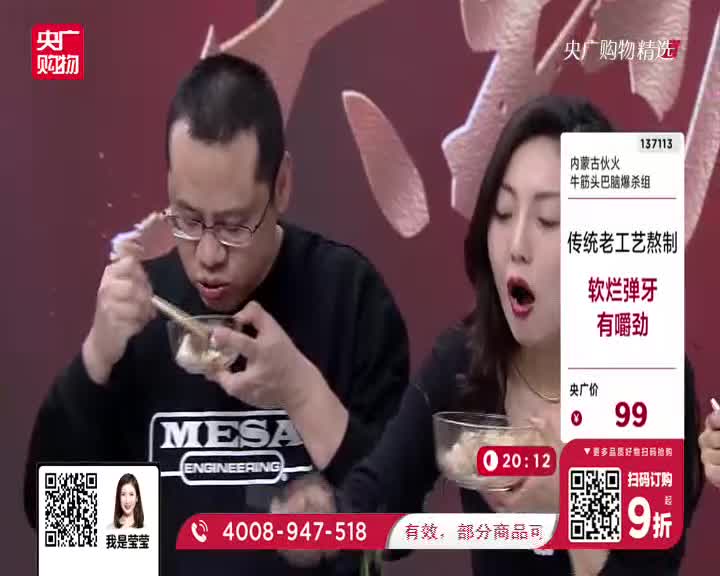 央广
购物
央广购物精选
137113
内蒙古伙火
牛筋头巴脑爆杀组
传统老工艺熬制
软烂弹牙
有嚼劲
央广价
¥ 99
▼更多品质好物扫码抢购
扫码订购
9折起
20:12
MESA
ENGINEERING
我是莹莹
4008-947-518
有效，部分商品可